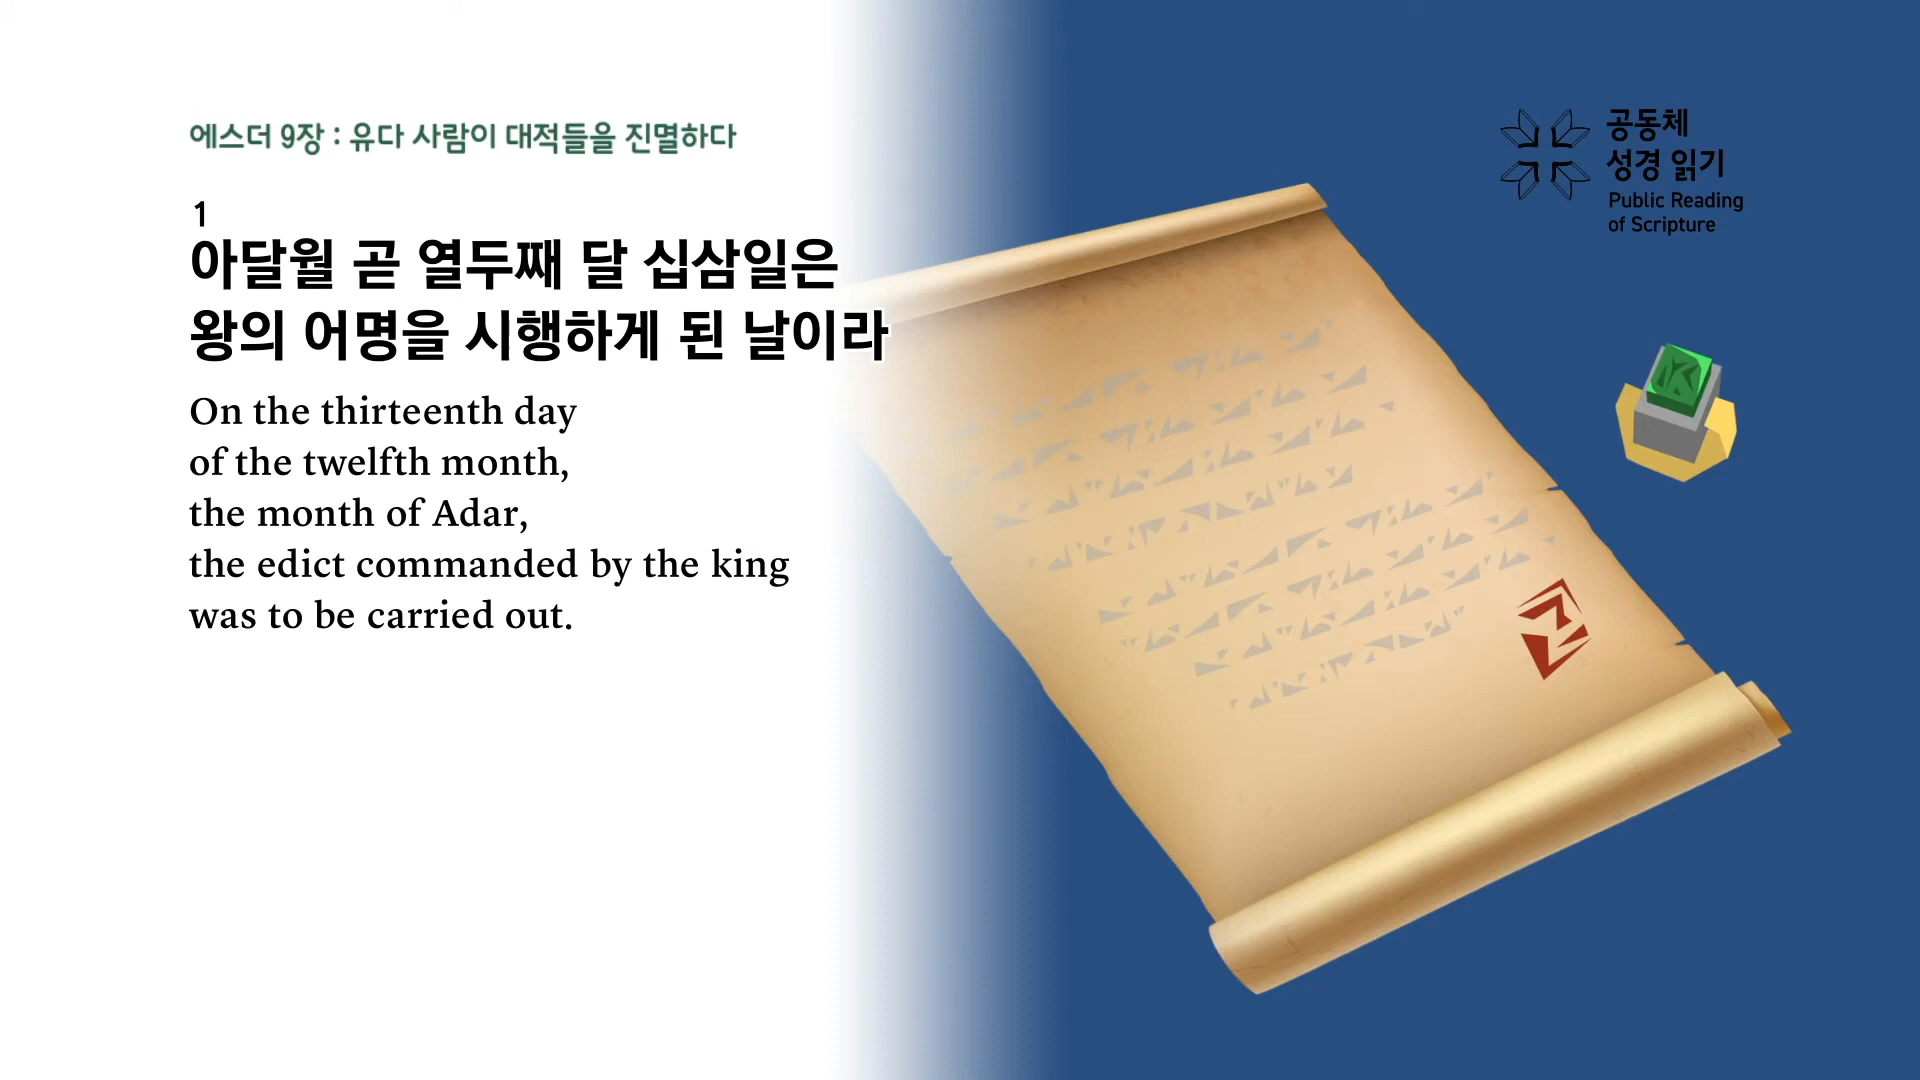 에스더 9장 : 유다 사람이 대적들을 진멸하다
1
아달월 곧 열두째 달 십삼일은
왕의 어명을 시행하게 된 날이라
On the thirteenth day
of the twelfth month,
the month of Adar,
the edict commanded by the king
was to be carried out.
공동체
성경 읽기
Public Reading
of Scripture